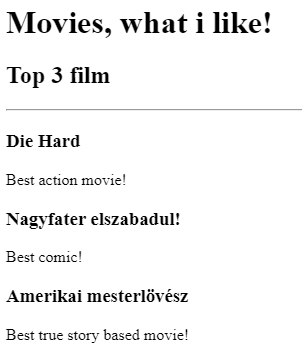 Movies, what i like!
Top 3 film
Die Hard
Best action movie!
Nagyfater elszabadul!
Best comic!
Amerikai mesterlövész
Best true story based movie!